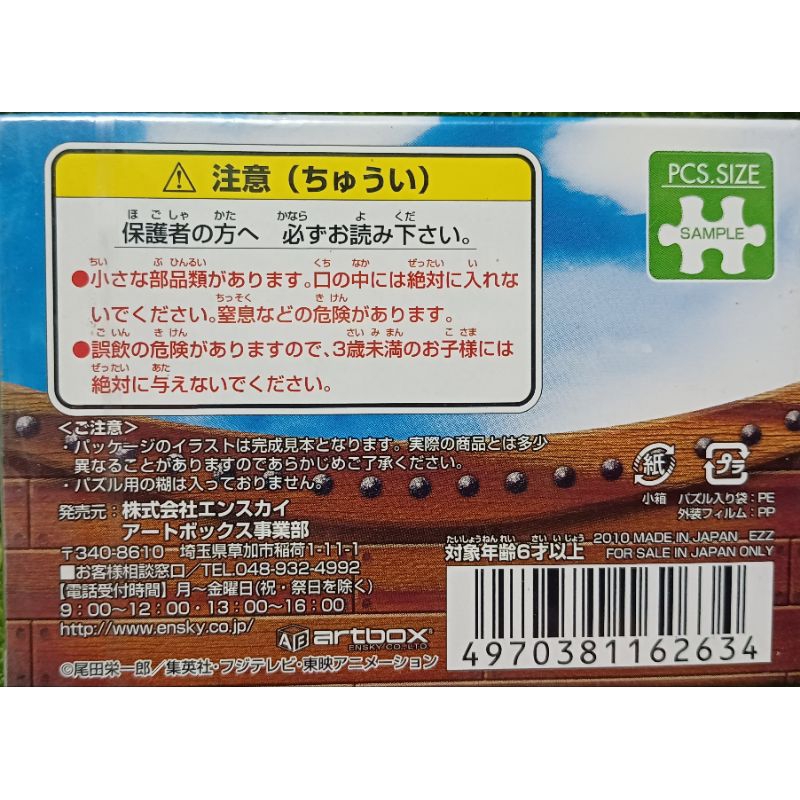 ⚠ 注意（ちゅうい）
保護者の方へ 必ずお読み下さい。
ほごしゃ かた かなら よ くだ
●小さな部品類があります。口の中には絶対に入れな
ちい ぶひんるい くち なか ぜったい い
いでください。窒息などの危険があります。
ちっそく きけん
●誤飲の危険がありますので、3歳未満のお子様には
ごいん きけん さいみまん こさま
絶対に与えないでください。
ぜったい あた
PCS.SIZE
SAMPLE
<ご注意>
・パッケージのイラストは完成見本となります。実際の商品とは多少
異なることがありますのであらかじめご了承ください。
・パズル用の糊は入っておりません。
発売元：株式会社エンスカイ
アートボックス事業部
〒340-8610 埼玉県草加市稲荷1-11-1
■お客様相談窓口／TEL.048-932-4992
【電話受付時間】月～金曜日(祝・祭日を除く)
9：00～12：00・13：00～16：00
http://www.ensky.co.jp/
AB artbox®
ENSKY CO.,LTD.
©尾田栄一郎／集英社・フジテレビ・東映アニメーション
紙
プラ
小箱 パズル入り袋：PE
外装フィルム：PP
たいしょうねんれい さい いじょう
対象年齢6才以上
2010 MADE IN JAPAN EZZ
FOR SALE IN JAPAN ONLY
4970381162634